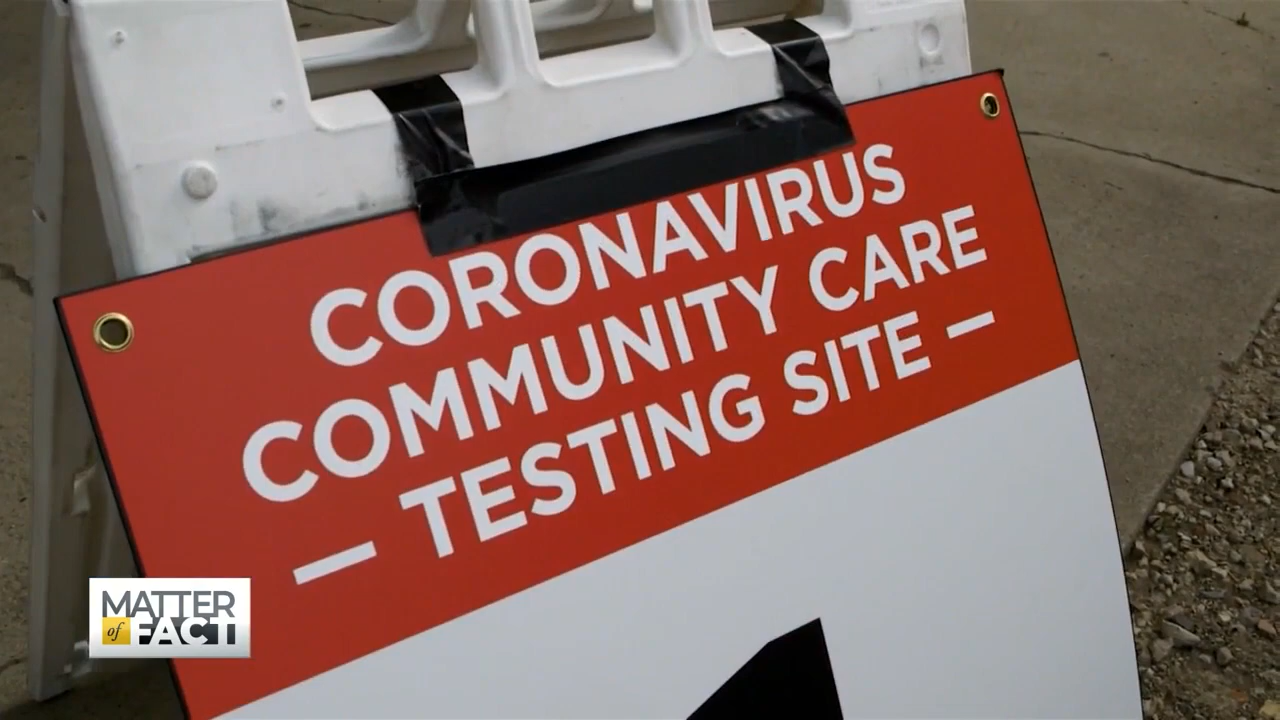 CORONAVIRUS
COMMUNITY CARE
— TESTING SITE —
MATTER
of FACT